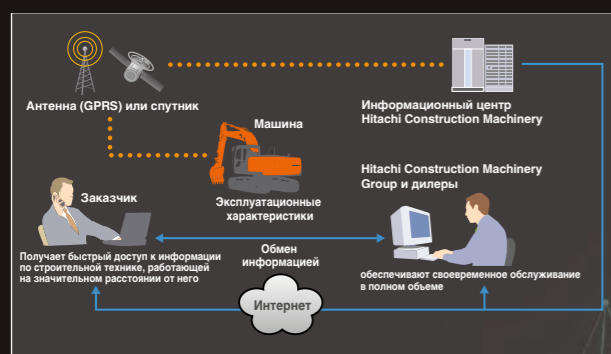 Антенна (GPRS) или спутник
Информационный центр
Hitachi Construction Machinery
Машина
Эксплуатационные
характеристики
Hitachi Construction Machinery
Group и дилеры
Заказчик
Обмен
информацией
Получает быстрый доступ к информации
по строительной технике, работающей
на значительном расстоянии от него
обеспечивают своевременное обслуживание
в полном объеме
Интернет